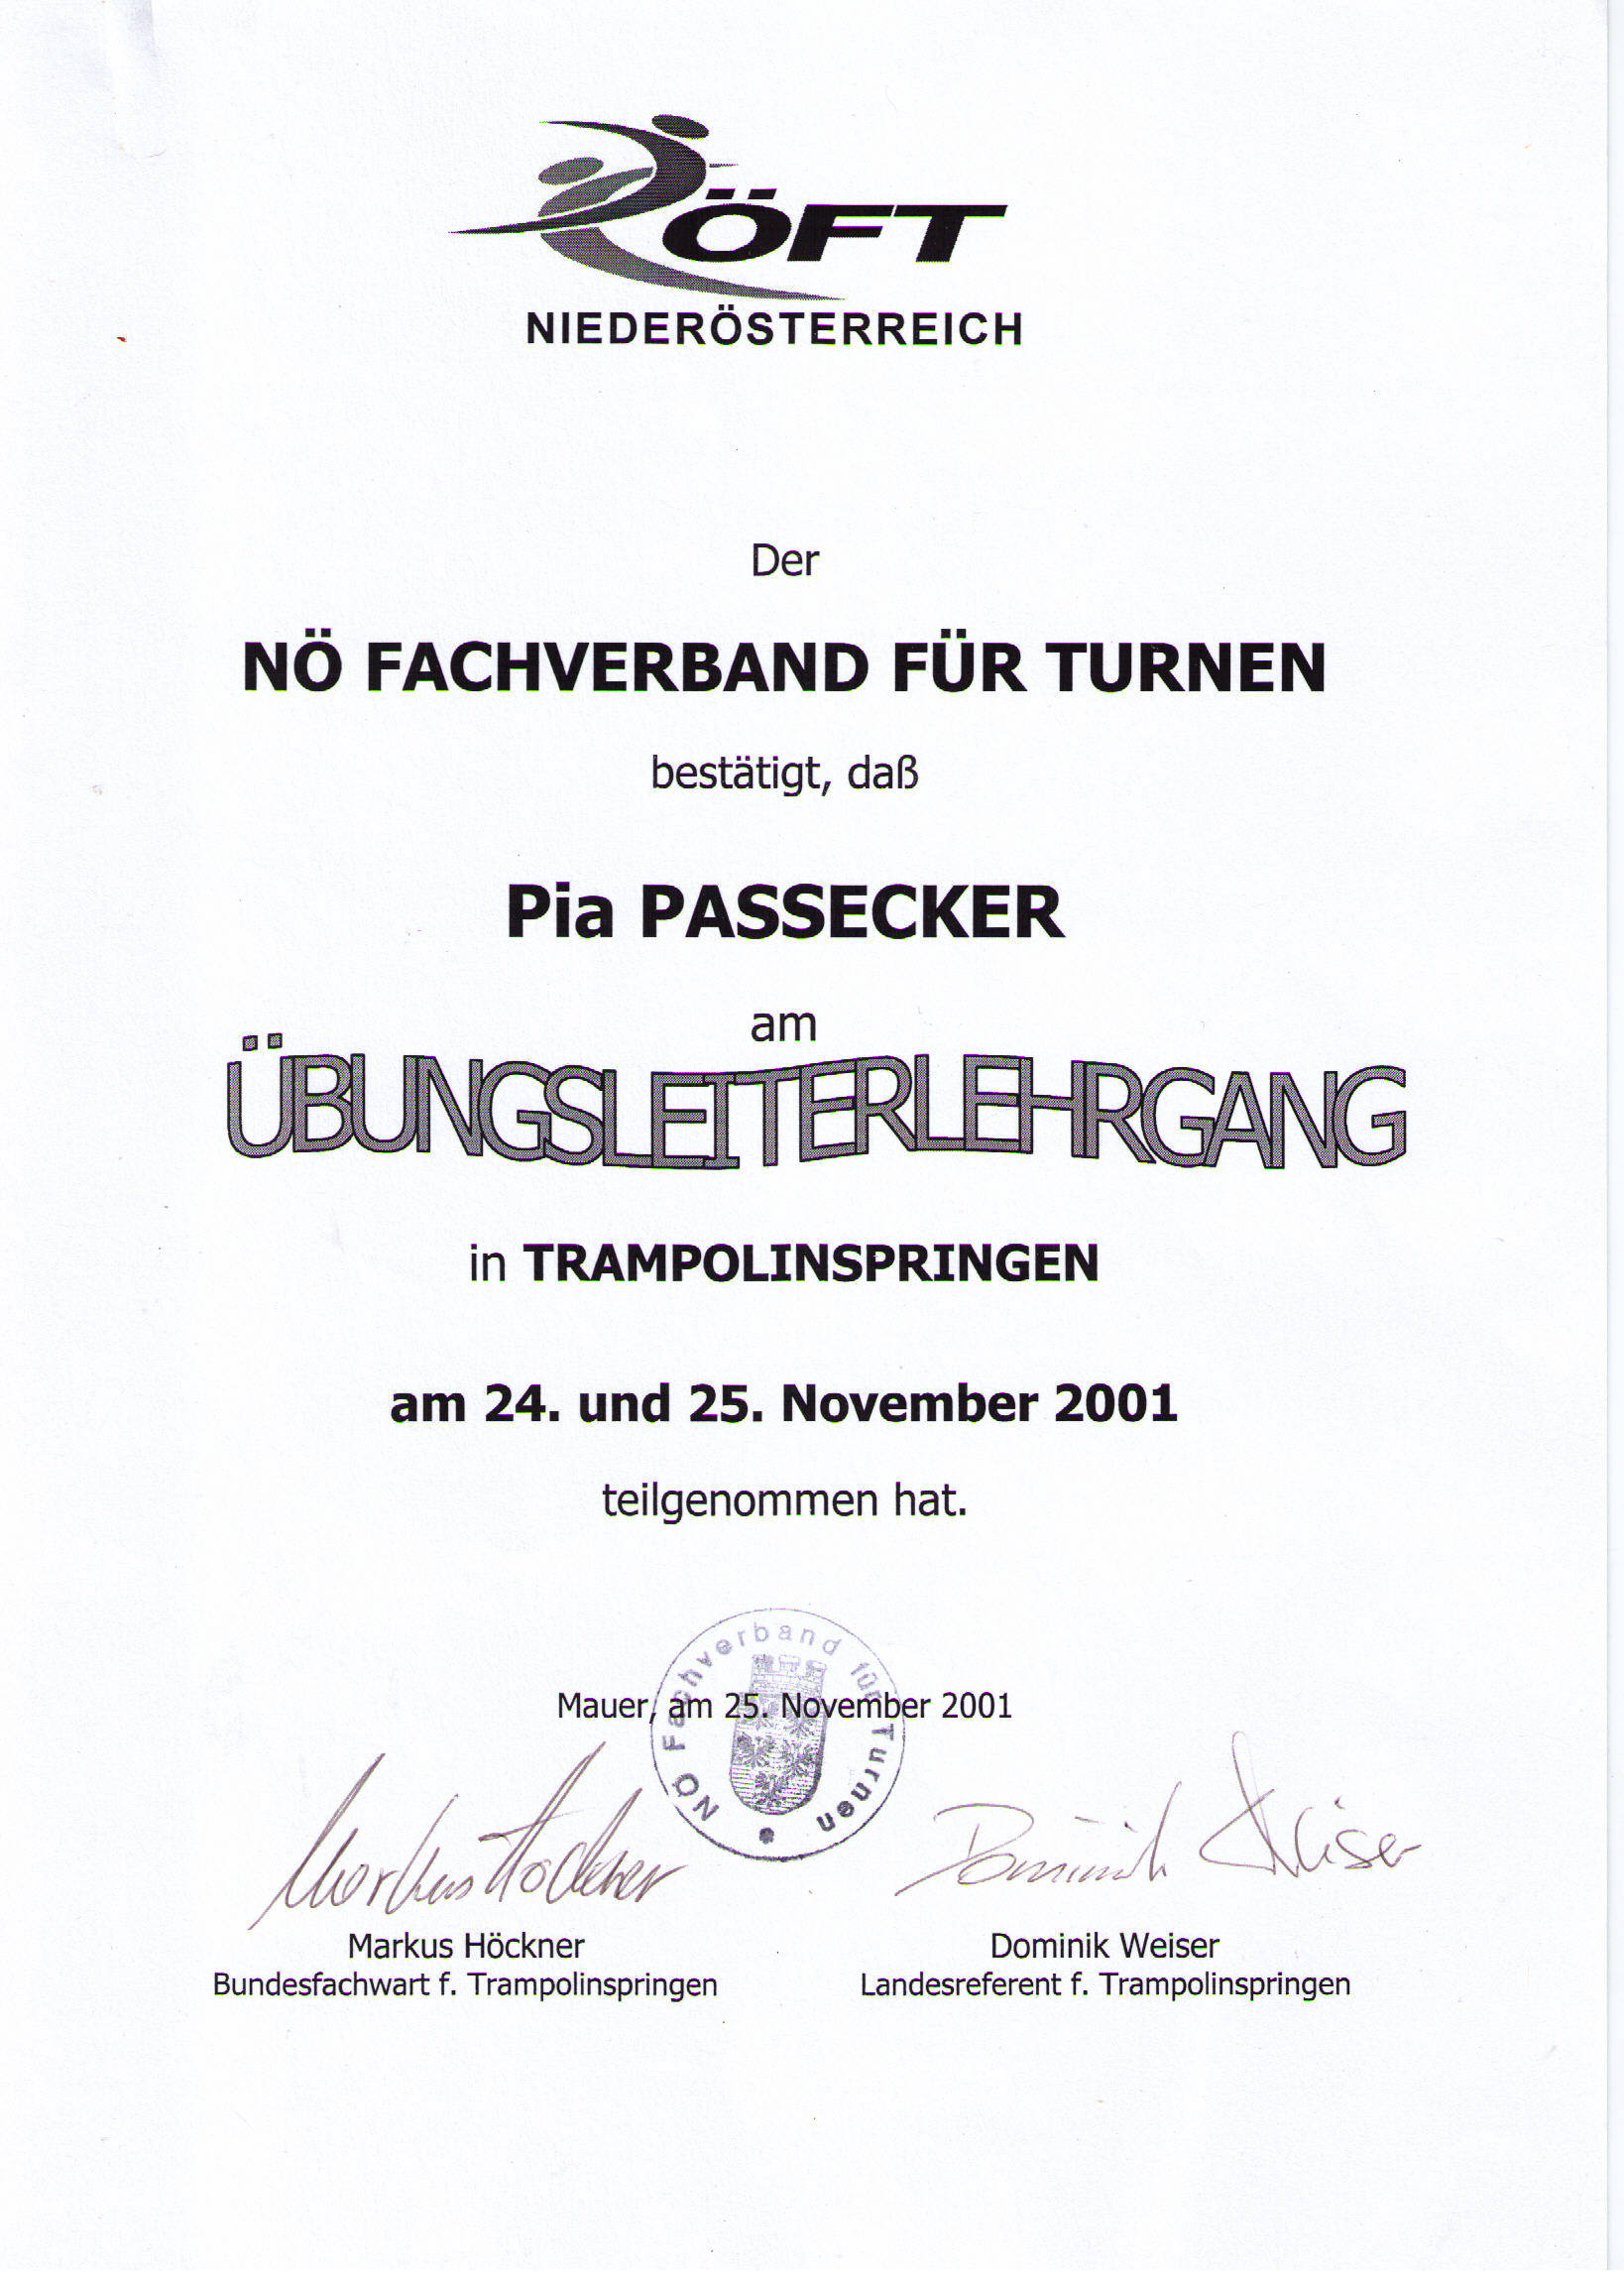 ÖFT
NIEDERÖSTERREICH
Der
NÖ FACHVERBAND FÜR TURNEN
bestätigt, daß
Pia PASSECKER
am
ÜBUNGSLEITERLEHRGANG
in TRAMPOLINSPRINGEN
am 24. und 25. November 2001
teilgenommen hat.
NÖ Fachverband für Turnen
Mauer, am 25. November 2001
Markus Höckner
Dominik Weiser
Markus Höckner
Dominik Weiser
Bundesfachwart f. Trampolinspringen
Landesreferent f. Trampolinspringen